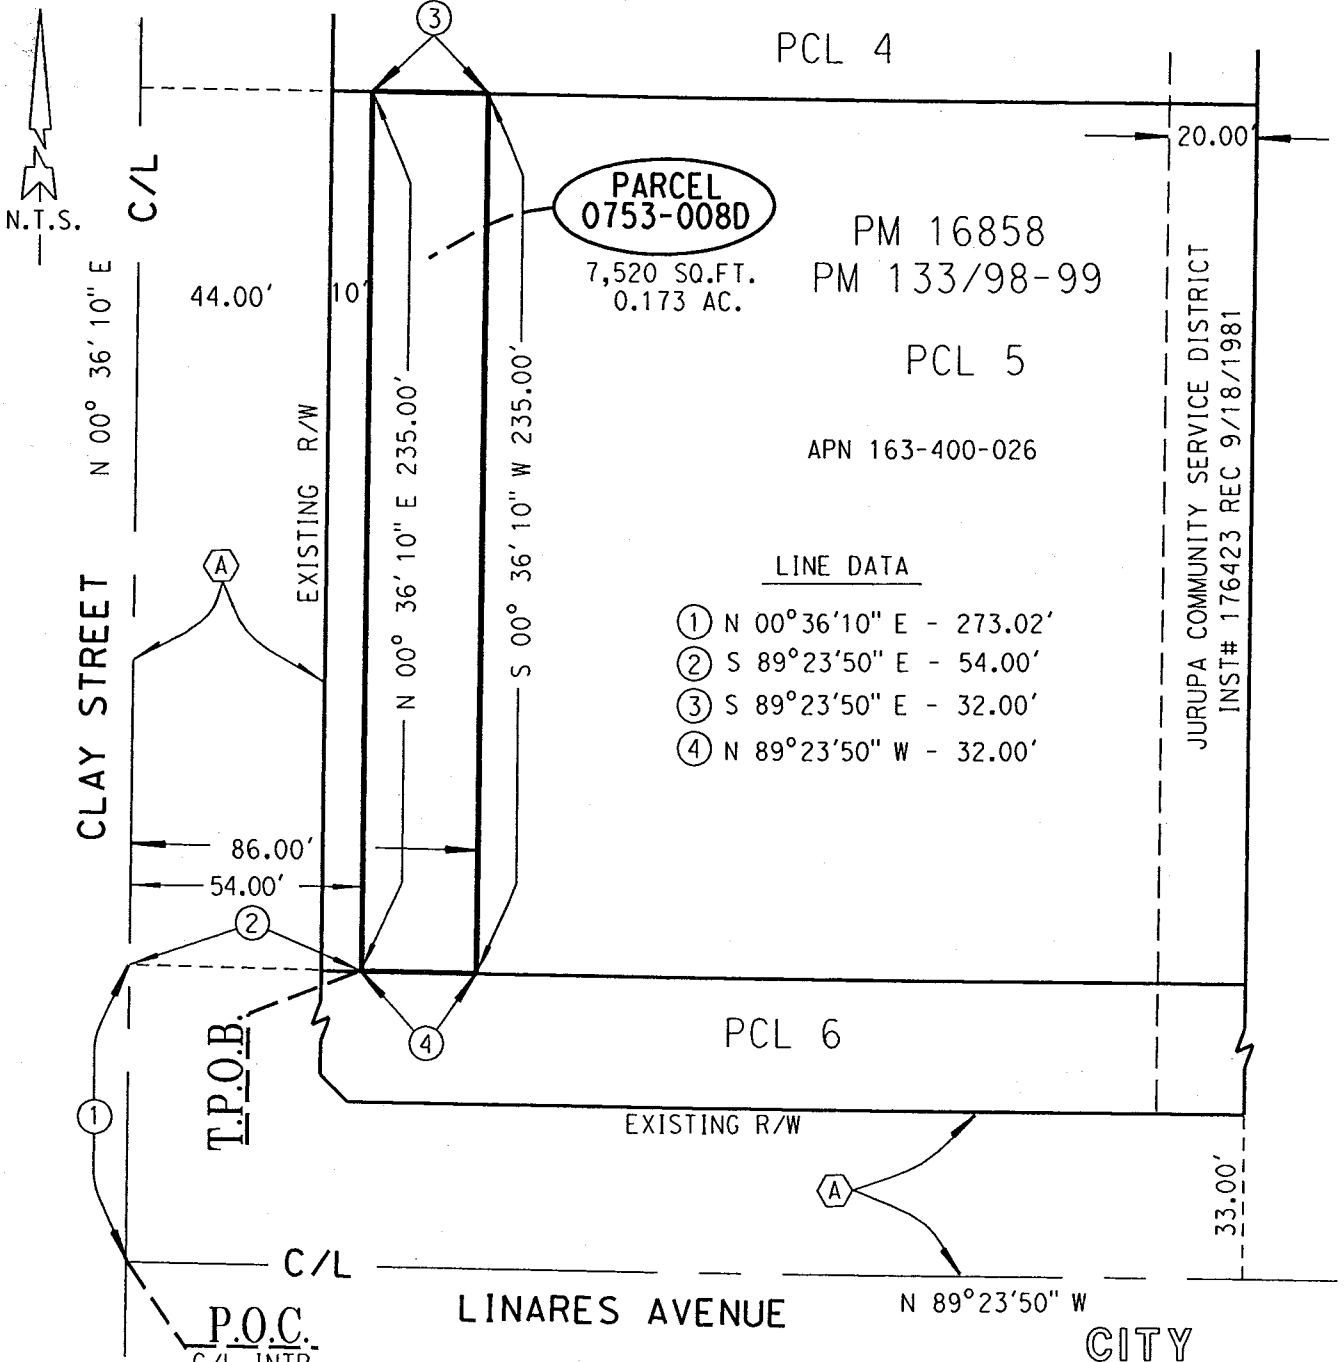 3
PCL 4
20.00'
C/L
N.T.S.
PARCEL
0753-008D
7,520 SQ.FT.
0.173 AC.
PM 16858
PM 133/98-99
N 00° 36' 10" E
44.00'
10'
PCL 5
EXISTING R/W
N 00° 36' 10" E 235.00'
S 00° 36' 10" W 235.00'
APN 163-400-026
JURUPA COMMUNITY SERVICE DISTRICT
INST# 176423 REC 9/18/1981
A
LINE DATA
1 N 00°36'10" E - 273.02'
2 S 89°23'50" E - 54.00'
3 S 89°23'50" E - 32.00'
4 N 89°23'50" W - 32.00'
CLAY STREET
86.00'
54.00'
2
T.P.O.B.
4
PCL 6
1
EXISTING R/W
A
33.00'
C/L
LINARES AVENUE
N 89°23'50" W
P.O.C.
C/L INTR
CITY